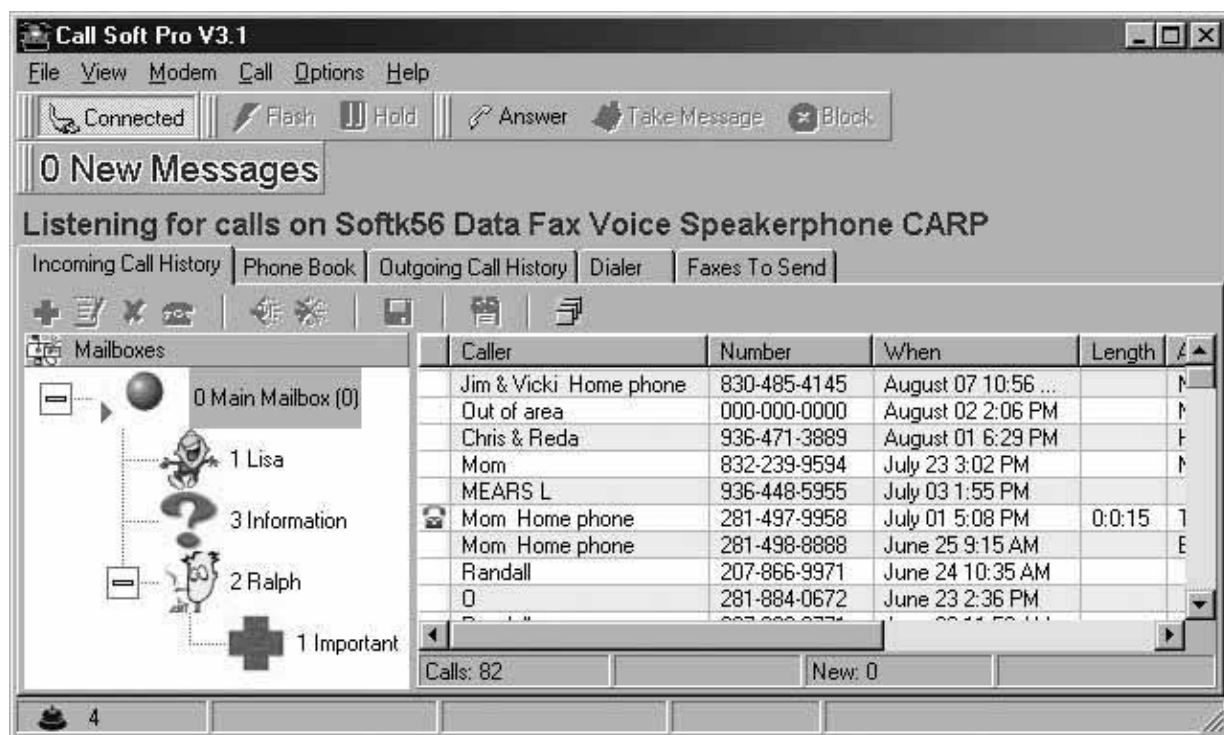 Call Soft Pro V3.1
File View Modem Call Options Help
Connected Flash Hold Answer Take Message Block
0 New Messages
Listening for calls on Softk56 Data Fax Voice Speakerphone CARP
Incoming Call History Phone Book Outgoing Call History Dialer Faxes To Send
Mailboxes
0 Main Mailbox (0)
1 Lisa
3 Information
2 Ralph
1 Important
Caller Number When Length A
Jim & Vicki Home phone 830-485-4145 August 07 10:56 ...
Out of area 000-000-0000 August 02 2:06 PM
Chris & Reda 936-471-3889 August 01 6:29 PM
Mom 832-239-9594 July 23 3:02 PM
MEARS L 936-448-5955 July 03 1:55 PM
Mom Home phone 281-497-9958 July 01 5:08 PM 0:0:15
Mom Home phone 281-498-8888 June 25 9:15 AM
Randall 207-866-9971 June 24 10:35 AM
O 281-884-0672 June 23 2:36 PM
Calls: 82 New: 0
4